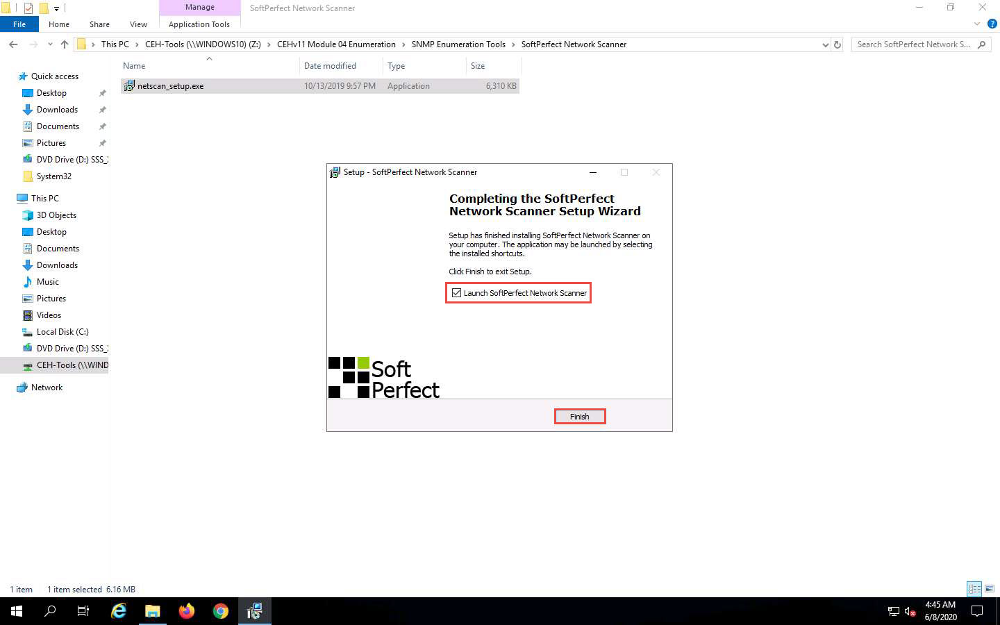 Manage
SoftPerfect Network Scanner
File
Home
Share
View
Application Tools
This PC
CEH-Tools (\\WINDOWS10) (Z:)
CEHv11 Module 04 Enumeration
SNMP Enumeration Tools
SoftPerfect Network Scanner
Search SoftPerfect Network S...
Name
Date modified
Type
Size
netscan_setup.exe
10/13/2019 9:57 PM
Application
6,310 KB
Quick access
Desktop
Downloads
Documents
Pictures
DVD Drive (D:) SSS_
System32
This PC
3D Objects
Desktop
Documents
Downloads
Music
Pictures
Videos
Local Disk (C:)
DVD Drive (D:) SSS_
CEH-Tools (\\WIND
Network
Setup - SoftPerfect Network Scanner
Completing the SoftPerfect
Network Scanner Setup Wizard
Setup has finished installing SoftPerfect Network Scanner on
your computer. The application may be launched by selecting
the installed shortcuts.
Click Finish to exit Setup.
Launch SoftPerfect Network Scanner
Soft
Perfect
Finish
1 item
1 item selected 6.16 MB
4:45 AM
6/8/2020